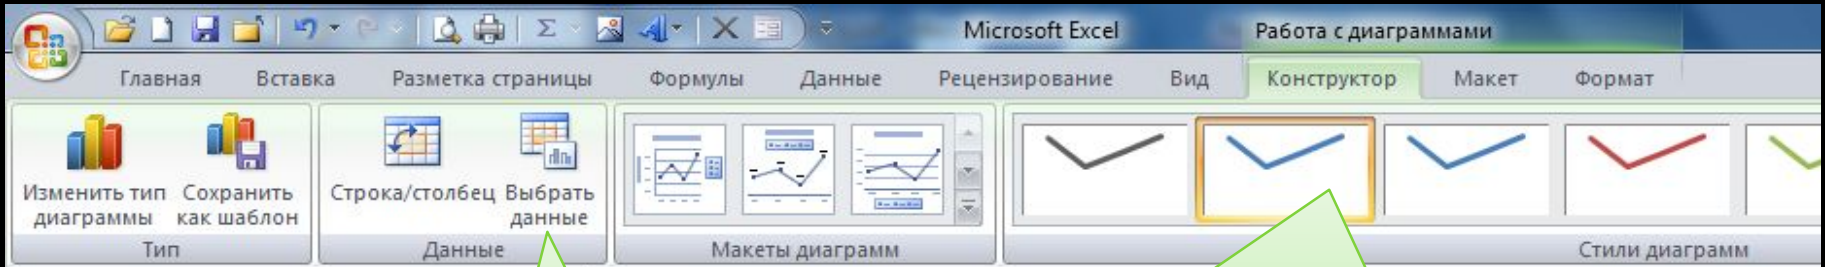 Microsoft Excel
Работа с диаграммами
Главная Вставка Разметка страницы Формулы Данные Рецензирование Вид Конструктор Макет Формат
Изменить тип диаграммы
Сохранить как шаблон
Строка/столбец
Выбрать данные
Тип
Данные
Макеты диаграмм
Стили диаграмм